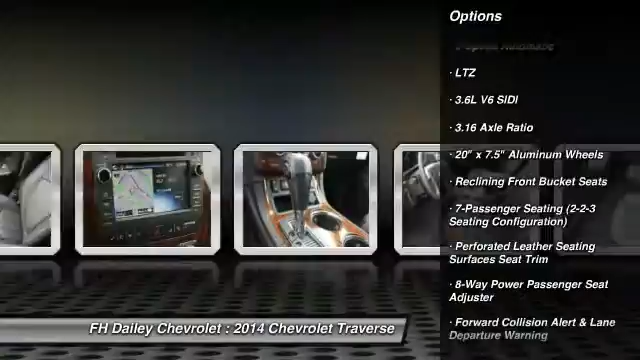 Options
Automatic
· LTZ
· 3.6L V6 SIDI
· 3.16 Axle Ratio
· 20" x 7.5" Aluminum Wheels
· Reclining Front Bucket Seats
· 7-Passenger Seating (2-2-3
Seating Configuration)
· Perforated Leather Seating
Surfaces Seat Trim
· 8-Way Power Passenger Seat
Adjuster
· Forward Collision Alert & Lane
Departure Warning
FH Dailey Chevrolet : 2014 Chevrolet Traverse